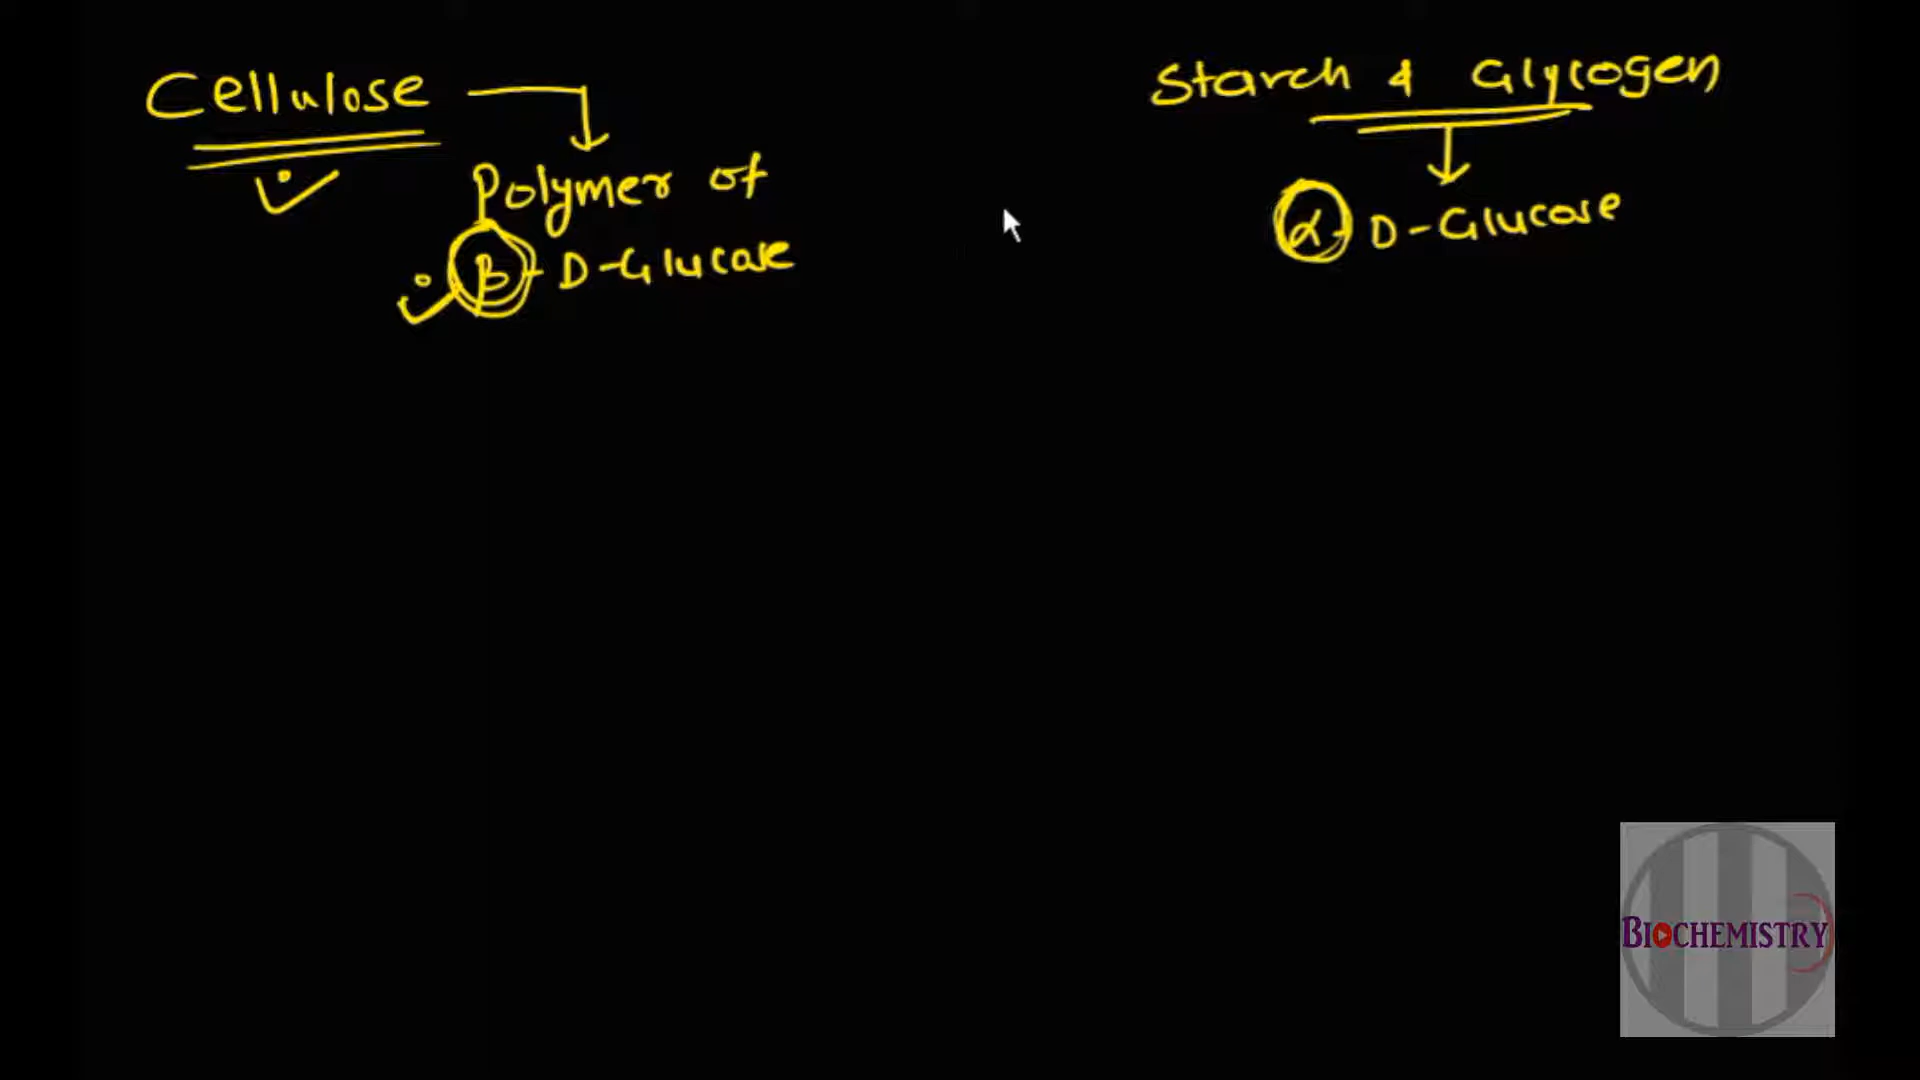 Cellulose
Polymer of
β-D-Glucose
Starch & Glycogen
α-D-Glucose
BIOCHEMISTRY